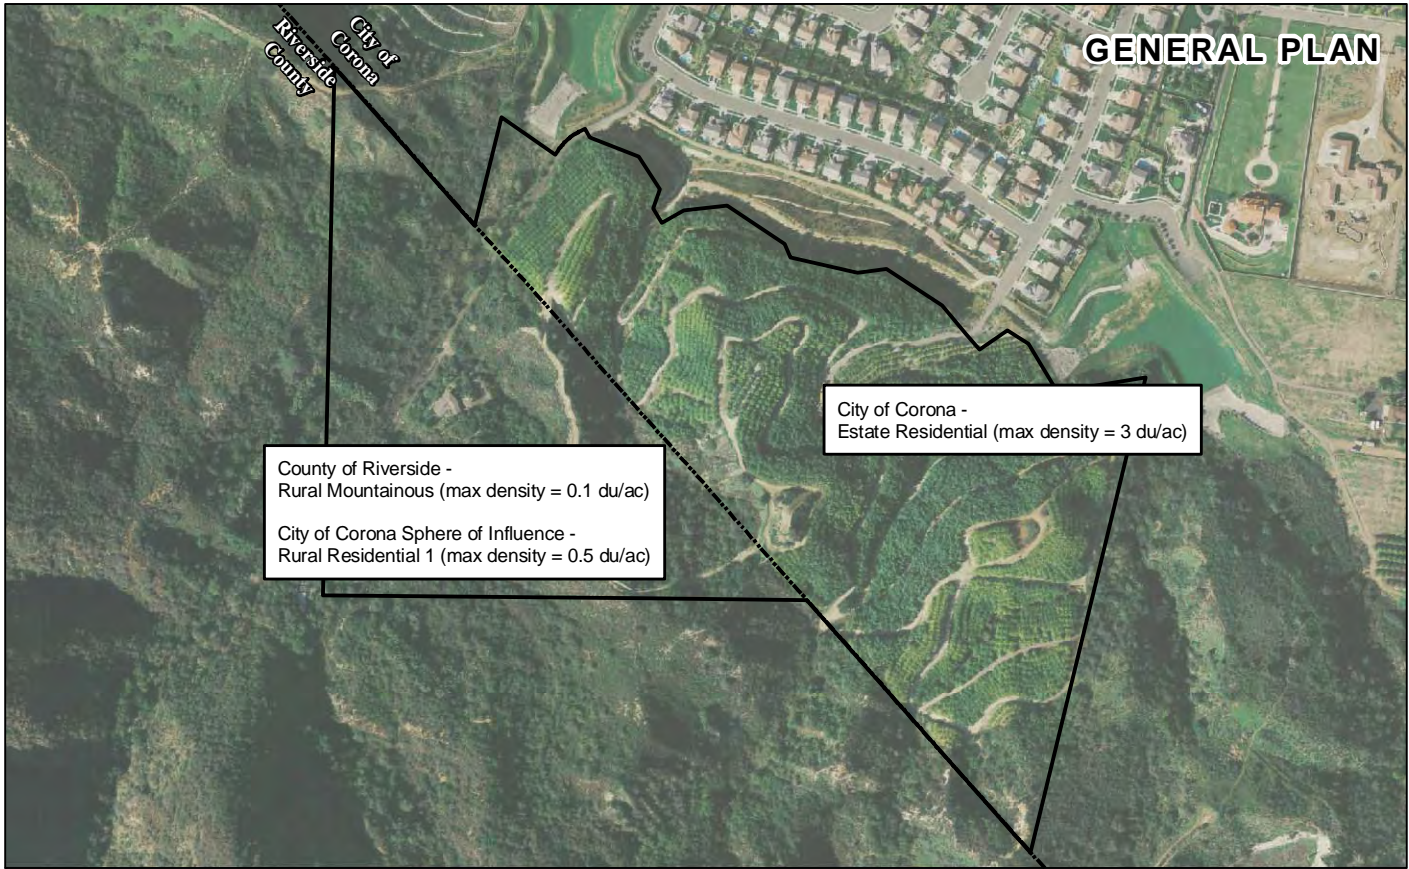 GENERAL PLAN
City of
Corona
Riverside
County
City of Corona -
Estate Residential (max density = 3 du/ac)
County of Riverside -
Rural Mountainous (max density = 0.1 du/ac)
City of Corona Sphere of Influence -
Rural Residential 1 (max density = 0.5 du/ac)